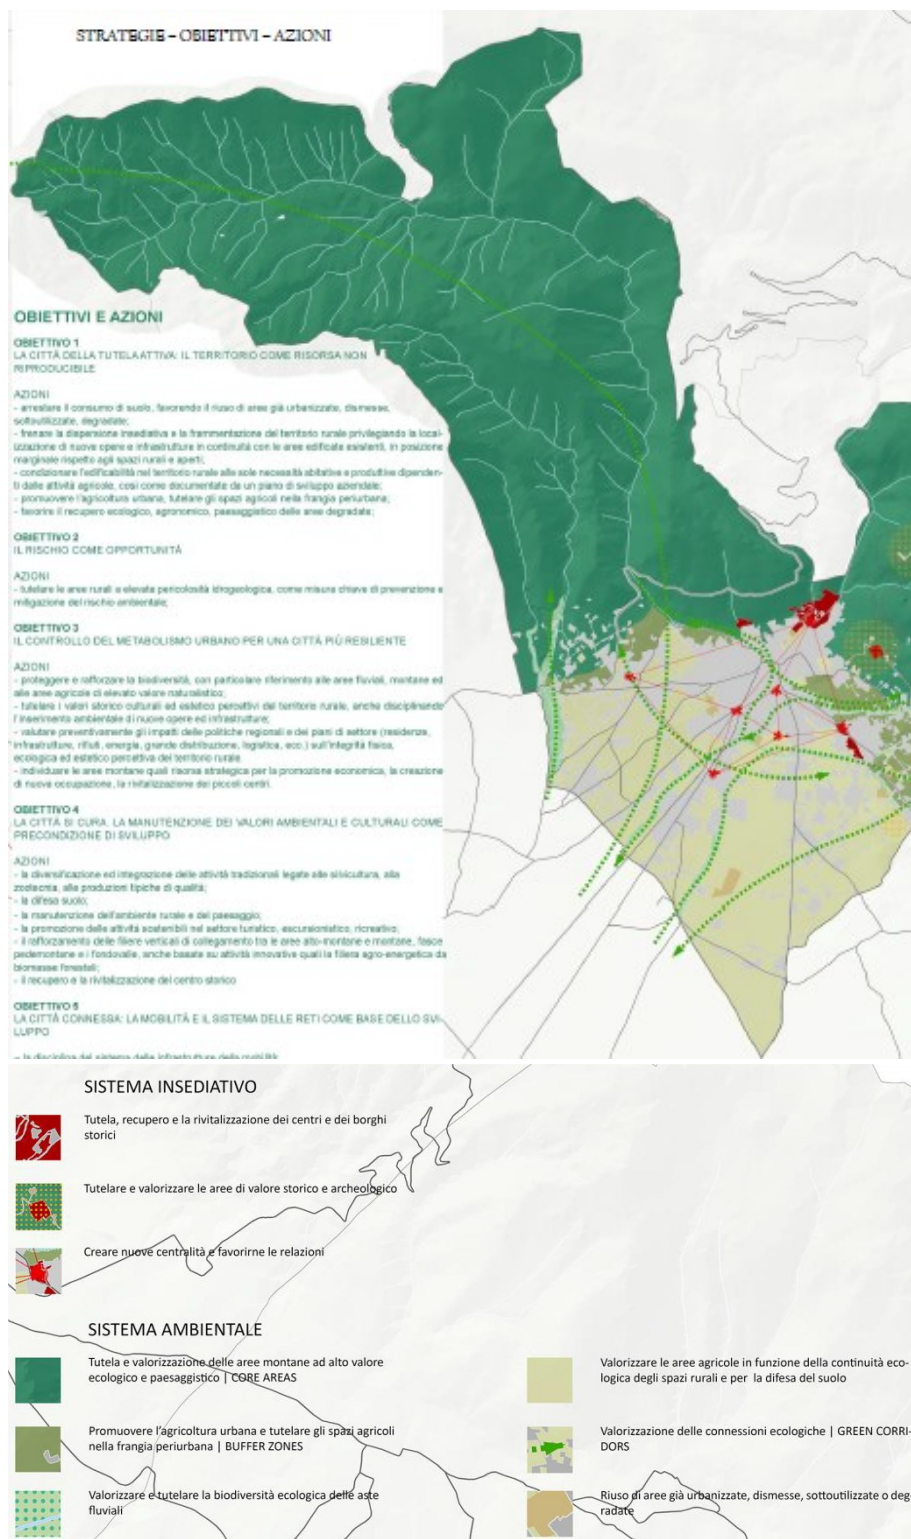 STRATEGIE – OBIETTIVI – AZIONI
OBIETTIVI E AZIONI
OBIETTIVO 1
LA CITTÀ DELLA TUTELA ATTIVA: IL TERRITORIO COME RISORSA NON
RIPRODUCIBILE
AZIONI
- arrestare il consumo di suolo, favorendo il riuso di aree già urbanizzate, dismesse,
sottoutilizzate, degradate;
- frenare la dispersione insediativa e la frammentazione del territorio rurale privilegiando la local-
izzazione di nuove opere e infrastrutture in continuità con le aree edificate esistenti, in posizione
marginale rispetto agli spazi rurali e aperti;
- condizionare l'edificabilità nel territorio rurale alle sole necessità abitative e produttive dipenden-
ti dalle attività agricole, così come documentate da un piano di sviluppo aziendale;
- promuovere l'agricoltura urbana, tutelare gli spazi agricoli nella frangia periurbana;
- favorire il recupero ecologico, agronomico, paesaggistico delle aree degradate;
OBIETTIVO 2
IL RISCHIO COME OPPORTUNITÀ
AZIONI
- tutelare le aree rurali a elevata pericolosità idrogeologica, come misura chiave di prevenzione e
mitigazione del rischio ambientale;
OBIETTIVO 3
IL CONTROLLO DEL METABOLISMO URBANO PER UNA CITTÀ PIÙ RESILIENTE
AZIONI
- proteggere e rafforzare la biodiversità, con particolare riferimento alle aree fluviali, montane ed
alle aree agricole di elevato valore naturalistico;
- tutelare i valori storico culturali ed estetico percettivi del territorio rurale, anche disciplinando
l'inserimento ambientale di nuove opere ed infrastrutture;
- valutare preventivamente gli impatti delle politiche regionali e dei piani di settore (residenze,
infrastrutture, rifiuti, energia, grande distribuzione, logistica, ecc.) sull'integrità fisica,
ecologica ed estetico percettiva del territorio rurale.
- individuare le aree montane quali risorsa strategica per la promozione economica, la creazione
di nuova occupazione, la rivitalizzazione dei piccoli centri.
OBIETTIVO 4
LA CITTÀ SI CURA. LA MANUTENZIONE DEI VALORI AMBIENTALI E CULTURALI COME
PRECONDIZIONE DI SVILUPPO
AZIONI
- la diversificazione ed integrazione delle attività tradizionali legate alle silvicultura, alla
zootecnia, alla produzioni tipiche di qualità;
- la difesa suolo;
- la manutenzione dell'ambiente rurale e del paesaggio;
- la promozione delle attività sostenibili nel settore turistico, escursionistico, ricreativo;
- il rafforzamento delle filiere verticali di collegamento tra le aree alto-montane e montane, fasce
pedemontane e i fondovalle, anche basate su attività innovative quali la filiera agro-energetica da
biomasse forestali;
- il recupero e la rivitalizzazione del centro storico
OBIETTIVO 5
LA CITTÀ CONNESSA: LA MOBILITÀ E IL SISTEMA DELLE RETI COME BASE DELLO SVI-
LUPPO
- la disciplina del sistema delle infrastrutture della mobilità;
SISTEMA INSEDIATIVO
Tutela, recupero e la rivitalizzazione dei centri e dei borghi
storici
Tutelare e valorizzare le aree di valore storico e archeologico
Creare nuove centralità e favorirne le relazioni
SISTEMA AMBIENTALE
Tutela e valorizzazione delle aree montane ad alto valore
ecologico e paesaggistico | CORE AREAS
Promuovere l'agricoltura urbana e tutelare gli spazi agricoli
nella frangia periurbana | BUFFER ZONES
Valorizzare e tutelare la biodiversità ecologica delle aste
fluviali
Valorizzare le aree agricole in funzione della continuità eco-
logica degli spazi rurali e per la difesa del suolo
Valorizzazione delle connessioni ecologiche | GREEN CORRI-
DORS
Riuso di aree già urbanizzate, dismesse, sottoutilizzate o deg
radate